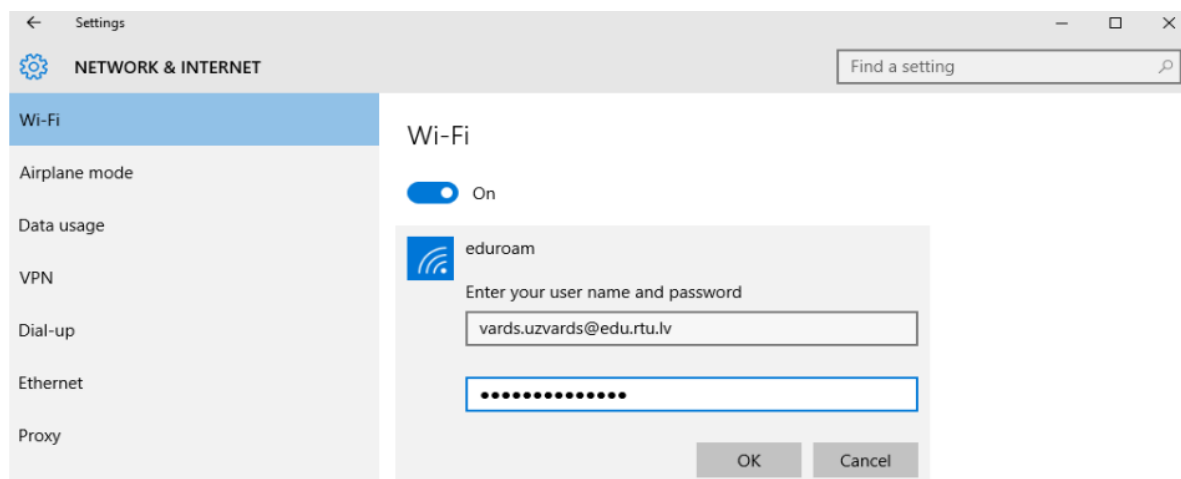 Settings
NETWORK & INTERNET
Find a setting
Wi-Fi
Airplane mode
Data usage
VPN
Dial-up
Ethernet
Proxy
Wi-Fi
On
eduroam
Enter your user name and password
vards.uzvards@edu.rtu.lv
••••••••••••••
OK Cancel